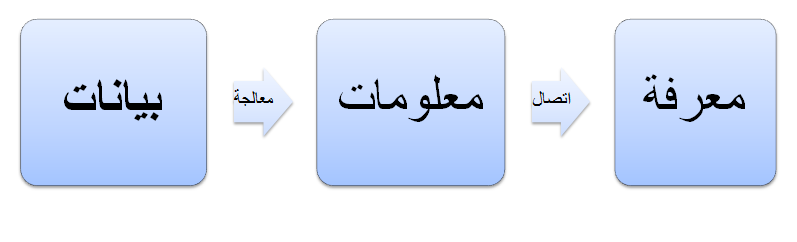 بيانات
معالجة
معلومات
اتصال
معرفة